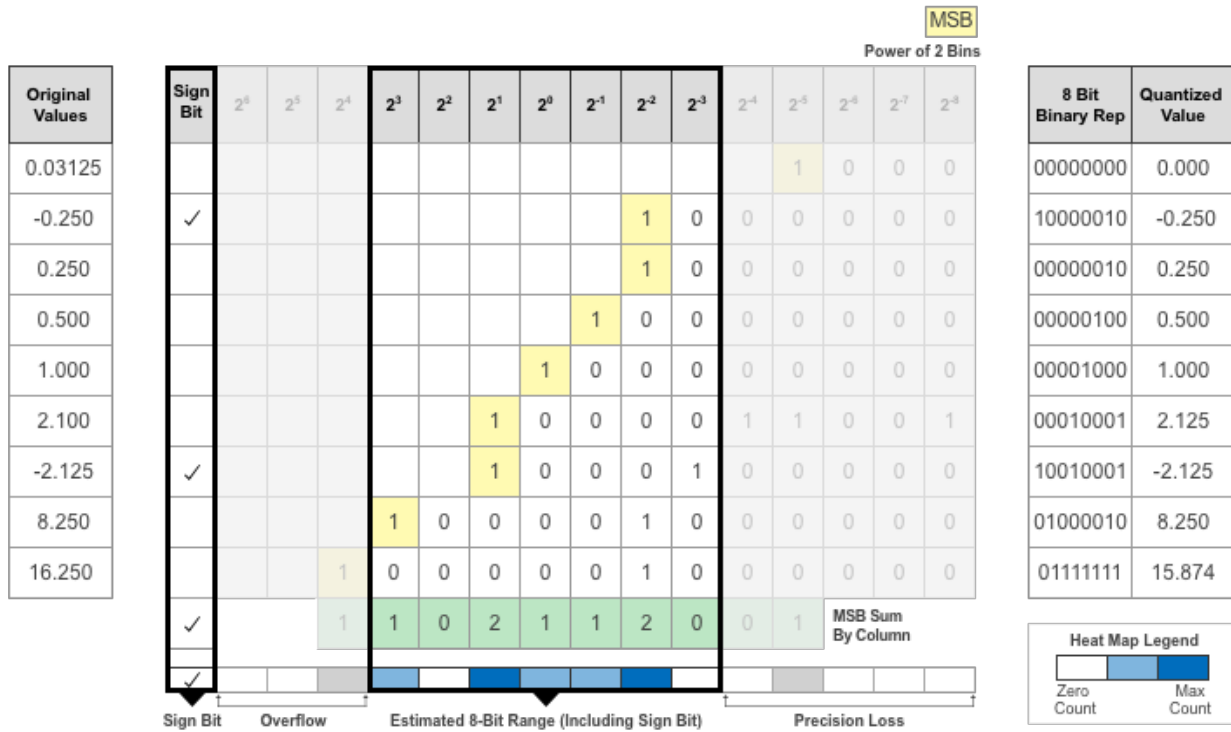 MSB
Power of 2 Bins
Original Values
Sign Bit 2⁶ 2⁵ 2⁴ 2³ 2² 2¹ 2⁰ 2⁻¹ 2⁻² 2⁻³ 2⁻⁴ 2⁻⁵ 2⁻⁶ 2⁻⁷ 2⁻⁸
8 Bit Binary Rep
Quantized Value
0.03125 1 0 0 0 00000000 0.000
-0.250 ✓ 1 0 0 0 0 0 0 10000010 -0.250
0.250 1 0 0 0 0 0 0 00000010 0.250
0.500 1 0 0 0 0 0 0 0 00000100 0.500
1.000 1 0 0 0 0 0 0 0 0 00001000 1.000
2.100 1 0 0 0 0 1 1 0 0 1 00010001 2.125
-2.125 ✓ 1 0 0 0 1 0 0 0 0 0 10010001 -2.125
8.250 1 0 0 0 0 1 0 0 0 0 0 0 01000010 8.250
16.250 1 0 0 0 0 0 1 0 0 0 0 0 0 01111111 15.874
✓ 1 1 0 2 1 1 2 0 0 1 MSB Sum
By Column
✓
Sign Bit Overflow Estimated 8-Bit Range (Including Sign Bit) Precision Loss
Heat Map Legend
Zero Count
Max Count